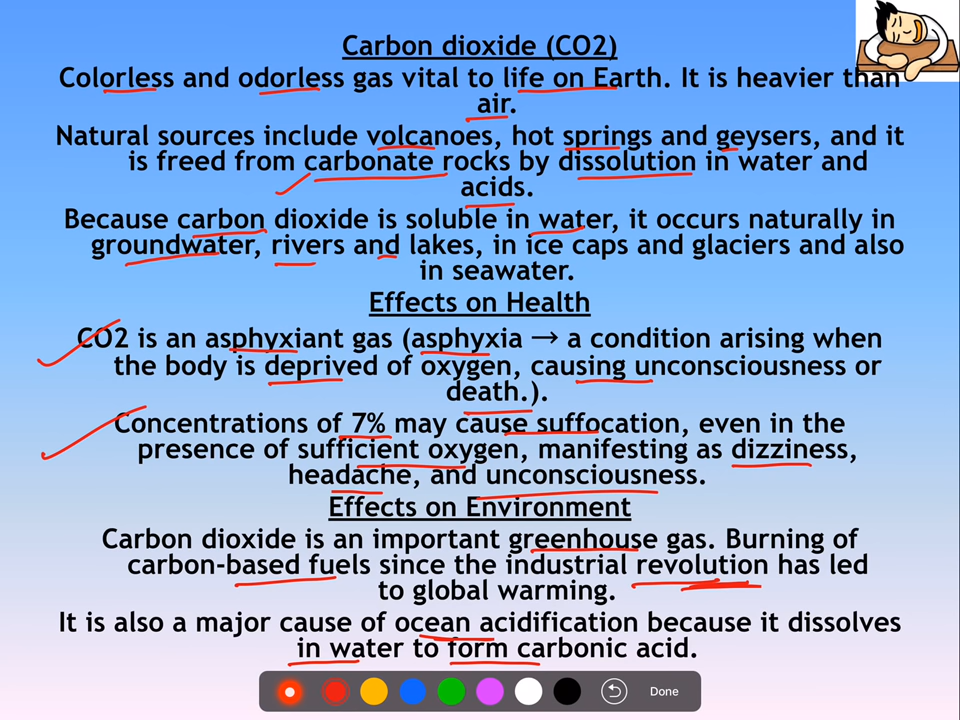 Carbon dioxide (CO2)
Colorless and odorless gas vital to life on Earth. It is heavier than
air.
Natural sources include volcanoes, hot springs and geysers, and it
is freed from carbonate rocks by dissolution in water and
acids.
Because carbon dioxide is soluble in water, it occurs naturally in
groundwater, rivers and lakes, in ice caps and glaciers and also
in seawater.
Effects on Health
CO2 is an asphyxiant gas (asphyxia → a condition arising when
the body is deprived of oxygen, causing unconsciousness or
death.).
Concentrations of 7% may cause suffocation, even in the
presence of sufficient oxygen, manifesting as dizziness,
headache, and unconsciousness.
Effects on Environment
Carbon dioxide is an important greenhouse gas. Burning of
carbon-based fuels since the industrial revolution has led
to global warming.
It is also a major cause of ocean acidification because it dissolves
in water to form carbonic acid.
Done